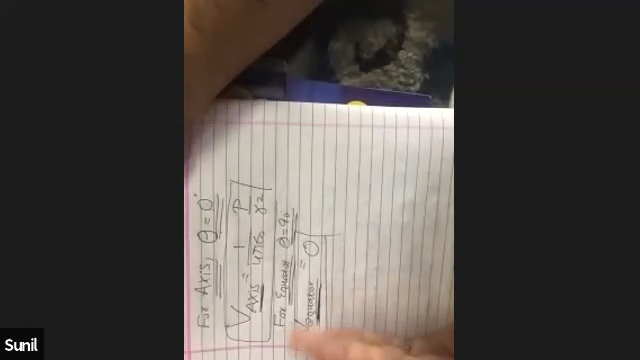 For Axis, θ = 0°
V_Axis = 1/4πε₀ P/r²
For Equator θ = 90°
V_equator = 0
Sunil